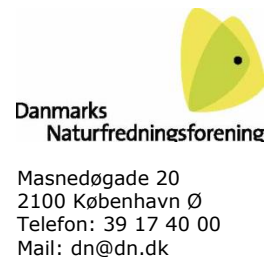 Danmarks
Naturfredningsforening
Masnedøgade 20
2100 København Ø
Telefon: 39 17 40 00
Mail: dn@dn.dk